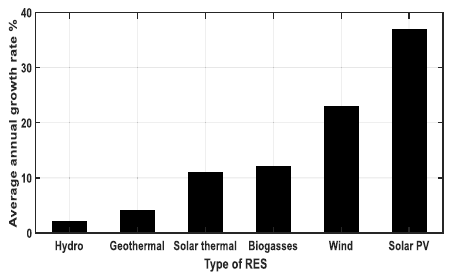 Average annual growth rate %
40
30
20
10
0
Hydro Geothermal Solar thermal Biogasses Wind Solar PV
Type of RES